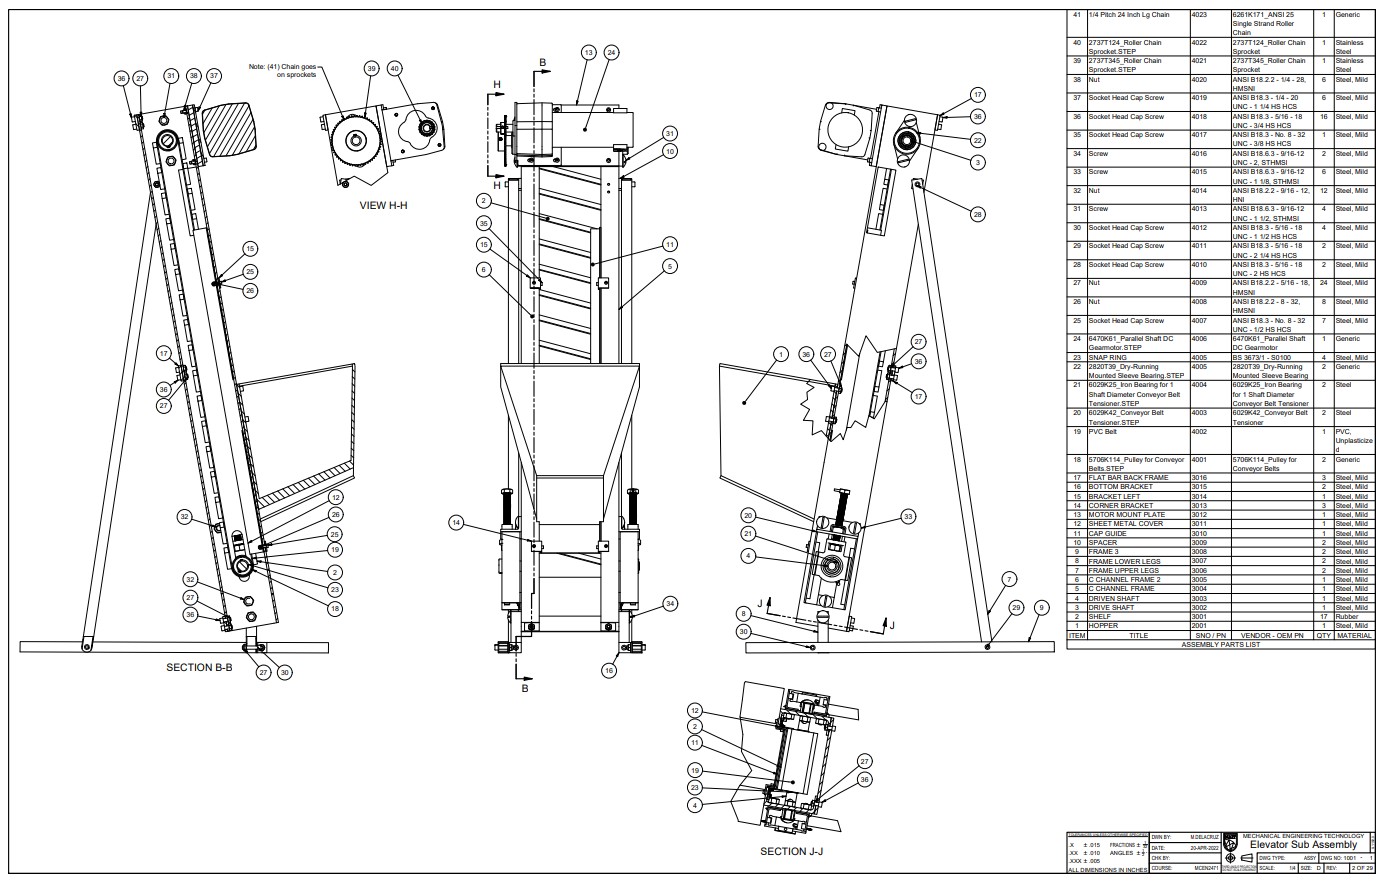 41 1/4 Pitch 24 Inch Lg Chain 4023 6261K171_ANSI 25 Single Strand Roller Chain 1 Generic
40 2737T124_Roller Chain Sprocket.STEP 4022 2737T124_Roller Chain Sprocket 1 Stainless Steel
39 2737T345_Roller Chain Sprocket.STEP 4021 2737T345_Roller Chain Sprocket 1 Stainless Steel
38 Nut 4020 ANSI B18.2.2 - 1/4 - 28, HMSNI 6 Steel, Mild
37 Socket Head Cap Screw 4019 ANSI B18.3 - 1/4 - 20 UNC - 1 1/4 HS HCS 6 Steel, Mild
36 Socket Head Cap Screw 4018 ANSI B18.3 - 5/16 - 18 UNC - 3/4 HS HCS 16 Steel, Mild
35 Socket Head Cap Screw 4017 ANSI B18.3 - No. 8 - 32 UNC - 3/8 HS HCS 1 Steel, Mild
34 Screw 4016 ANSI B18.6.3 - 9/16-12 UNC - 2, STHMSI 2 Steel, Mild
33 Screw 4015 ANSI B18.6.3 - 9/16-12 UNC - 1 1/8, STHMSI 6 Steel, Mild
32 Nut 4014 ANSI B18.2.2 - 9/16 - 12, HNI 12 Steel, Mild
31 Screw 4013 ANSI B18.6.3 - 9/16-12 UNC - 1 1/2, STHMSI 4 Steel, Mild
30 Socket Head Cap Screw 4012 ANSI B18.3 - 5/16 - 18 UNC - 1 1/2 HS HCS 4 Steel, Mild
29 Socket Head Cap Screw 4011 ANSI B18.3 - 5/16 - 18 UNC - 2 1/4 HS HCS 2 Steel, Mild
28 Socket Head Cap Screw 4010 ANSI B18.3 - 5/16 - 18 UNC - 2 HS HCS 2 Steel, Mild
27 Nut 4009 ANSI B18.2.2 - 5/16 - 18, HMSNI 24 Steel, Mild
26 Nut 4008 ANSI B18.2.2 - 8 - 32, HMSNI 8 Steel, Mild
25 Socket Head Cap Screw 4007 ANSI B18.3 - No. 8 - 32 UNC - 1/2 HS HCS 7 Steel, Mild
24 6470K61_Parallel Shaft DC Gearmotor.STEP 4006 6470K61_Parallel Shaft DC Gearmotor 1 Generic
23 SNAP RING 4005 BS 3673/1 - S0100 4 Steel, Mild
22 2820T39_Dry-Running Mounted Sleeve Bearing.STEP 4005 2820T39_Dry-Running Mounted Sleeve Bearing 2 Generic
21 6029K25_Iron Bearing for 1 Shaft Diameter Conveyor Belt Tensioner.STEP 4004 6029K25_Iron Bearing for 1 Shaft Diameter Conveyor Belt Tensioner 2 Steel
20 6029K42_Conveyor Belt Tensioner.STEP 4003 6029K42_Conveyor Belt Tensioner 2 Steel
19 PVC Belt 4002 1 PVC, Unplasticized
18 5706K114_Pulley for Conveyor Belts.STEP 4001 5706K114_Pulley for Conveyor Belts 2 Generic
17 FLAT BAR BACK FRAME 3016 3 Steel, Mild
16 BOTTOM BRACKET 3015 2 Steel, Mild
15 BRACKET LEFT 3014 1 Steel, Mild
14 CORNER BRACKET 3013 3 Steel, Mild
13 MOTOR MOUNT PLATE 3012 1 Steel, Mild
12 SHEET METAL COVER 3011 1 Steel, Mild
11 CAP GUIDE 3010 1 Steel, Mild
10 SPACER 3009 2 Steel, Mild
9 FRAME 3 3008 2 Steel, Mild
8 FRAME LOWER LEGS 3007 2 Steel, Mild
7 FRAME UPPER LEGS 3006 2 Steel, Mild
6 C CHANNEL FRAME 2 3005 1 Steel, Mild
5 C CHANNEL FRAME 3004 1 Steel, Mild
4 DRIVEN SHAFT 3003 1 Steel, Mild
3 DRIVE SHAFT 3002 1 Steel, Mild
2 SHELF 3001 17 Rubber
1 HOPPER 2001 1 Steel, Mild
ITEM TITLE SNO / PN VENDOR - OEM PN QTY MATERIAL
ASSEMBLY PARTS LIST
36 27 31 38 37
15
25
26
17
36
27
32
12
26
25
19
2
23
18
32
27
36
27 30
SECTION B-B
Note: (41) Chain goes
on sprockets
39 40
VIEW H-H
B
13 24
H
H
31
10
2
35
15
6
11
5
14
34
16
B
17
36
22
3
28
1 36 27
27
36
17
20
21
4
33
8
30
J
J
7
29
9
12
2
11
19
23
4
27
36
SECTION J-J
.X ± .015 FRACTIONS ±
.XX ± .010 ANGLES ±
.XXX ± .005
ALL DIMENSIONS IN INCHES
DWN BY: M DELACRUZ
DATE: 20-APR-2022
CHK BY:
COURSE: MCEN2471
MECHANICAL ENGINEERING TECHNOLOGY
Elevator Sub Assembly
DWG TYPE: ASSY DWG NO: 1001 - 1
SCALE: 1/4 SIZE: D REV: 2 OF 29